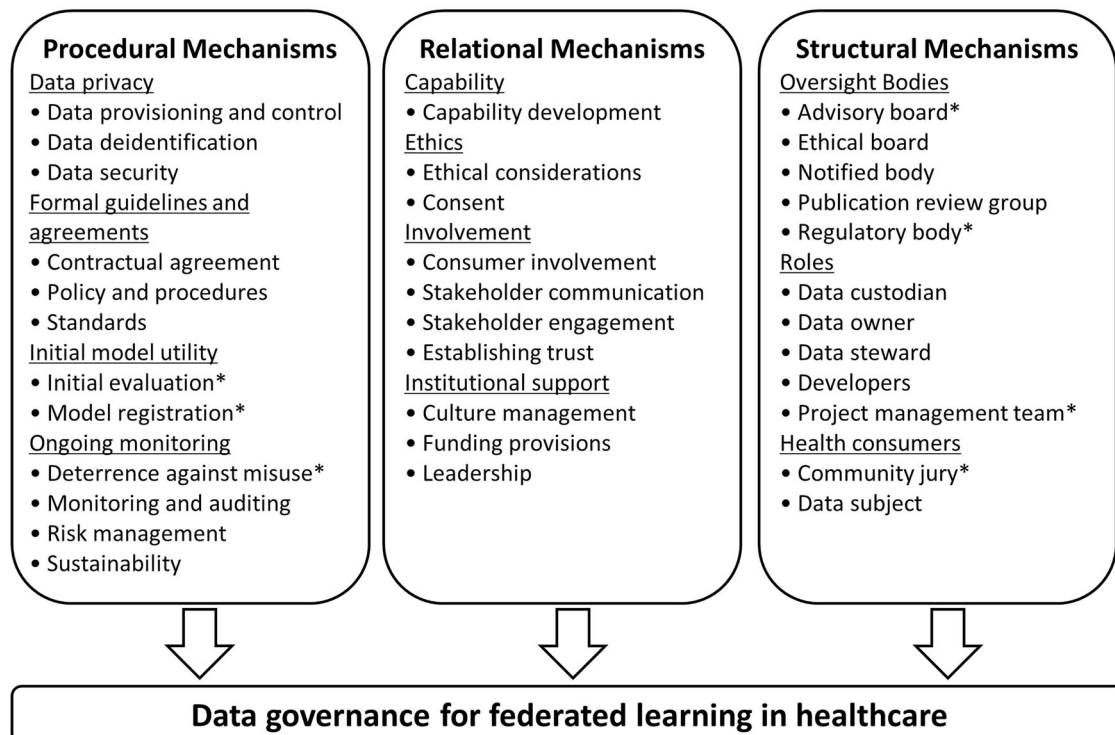 Procedural Mechanisms
Data privacy
• Data provisioning and control
• Data deidentification
• Data security
Formal guidelines and
agreements
• Contractual agreement
• Policy and procedures
• Standards
Initial model utility
• Initial evaluation*
• Model registration*
Ongoing monitoring
• Deterrence against misuse*
• Monitoring and auditing
• Risk management
• Sustainability
Relational Mechanisms
Capability
• Capability development
Ethics
• Ethical considerations
• Consent
Involvement
• Consumer involvement
• Stakeholder communication
• Stakeholder engagement
• Establishing trust
Institutional support
• Culture management
• Funding provisions
• Leadership
Structural Mechanisms
Oversight Bodies
• Advisory board*
• Ethical board
• Notified body
• Publication review group
• Regulatory body*
Roles
• Data custodian
• Data owner
• Data steward
• Developers
• Project management team*
Health consumers
• Community jury*
• Data subject
Data governance for federated learning in healthcare